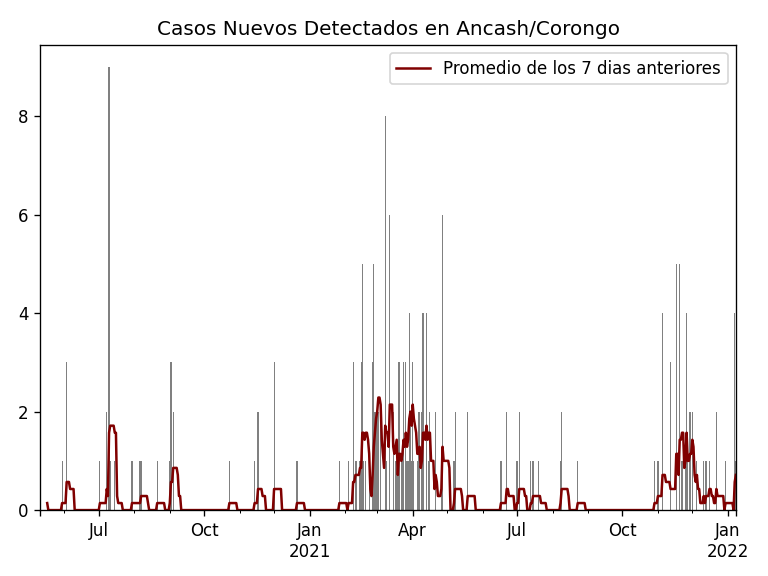 Casos Nuevos Detectados en Ancash/Corongo
Promedio de los 7 dias anteriores
8
6
4
2
0
Jul
Oct
Jan
2021
Apr
Jul
Oct
Jan
2022